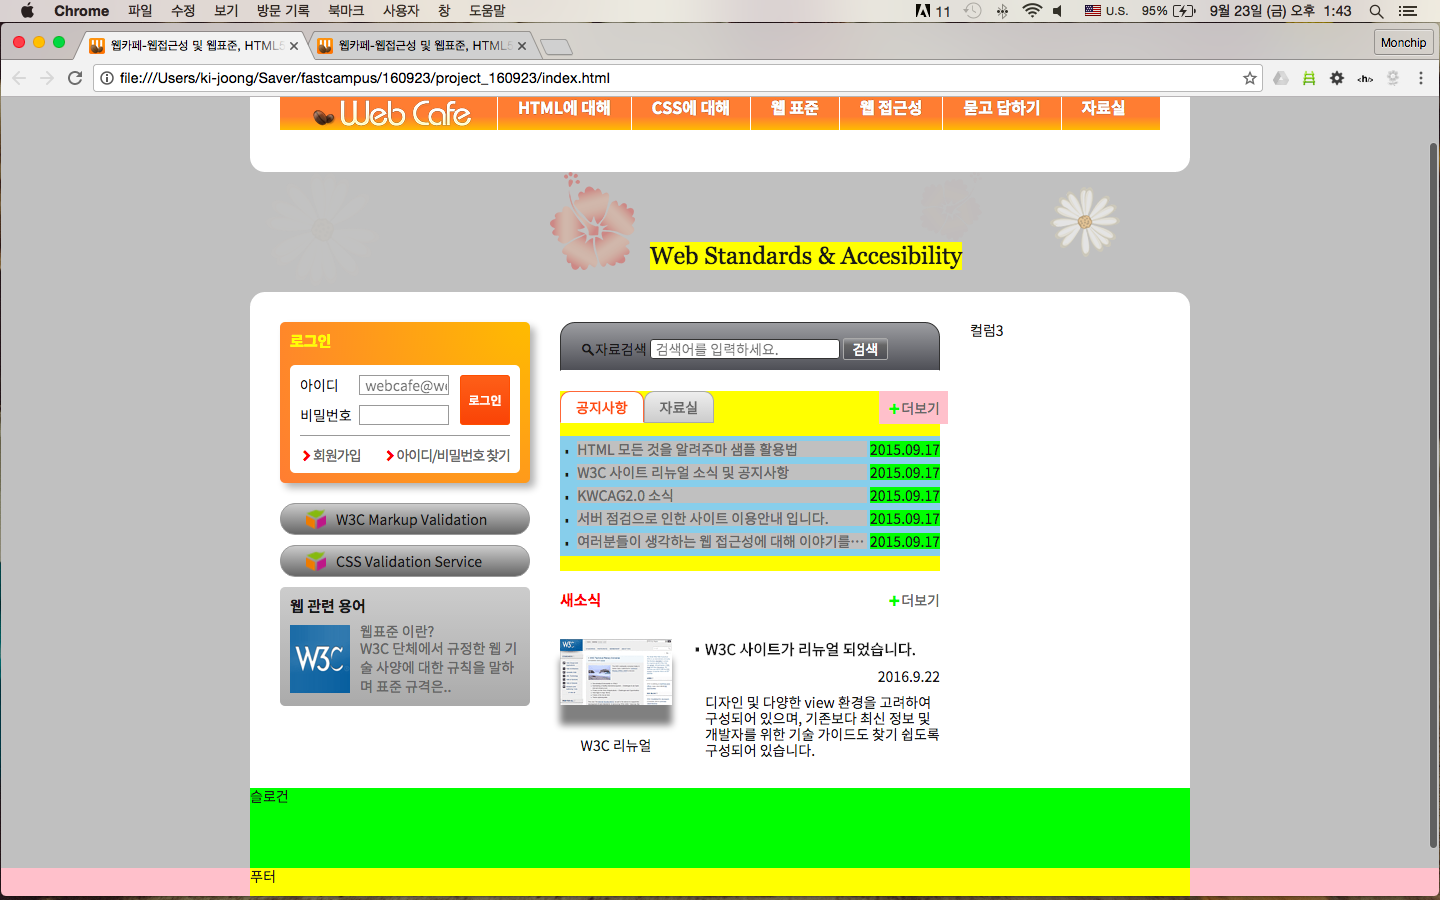 Chrome 파일 수정 보기 방문 기록 북마크 사용자 창 도움말 11 U.S. 95% 9월 23일 (금) 오후 1:43
웹카페-웹접근성 및 웹표준, HTML5 웹카페-웹접근성 및 웹표준, HTML5 Monchip
file:///Users/ki-joong/Saver/fastcampus/160923/project_160923/index.html
Web Cafe HTML에 대해 CSS에 대해 웹 표준 웹 접근성 묻고 답하기 자료실
Web Standards & Accesibility
로그인
아이디 webcafe@we
비밀번호
로그인
회원가입 아이디/비밀번호 찾기
W3C Markup Validation
CSS Validation Service
웹 관련 용어
W3C
웹표준 이란?
W3C 단체에서 규정한 웹 기
술 사양에 대한 규칙을 말하
며 표준 규격은..
자료검색 검색어를 입력하세요. 검색
공지사항 자료실 +더보기
HTML 모든 것을 알려주마 샘플 활용법 2015.09.17
W3C 사이트 리뉴얼 소식 및 공지사항 2015.09.17
KWCAG2.0 소식 2015.09.17
서버 점검으로 인한 사이트 이용안내 입니다. 2015.09.17
여러분들이 생각하는 웹 접근성에 대해 이야기를… 2015.09.17
새소식 +더보기
W3C
W3C 리뉴얼
W3C 사이트가 리뉴얼 되었습니다.
2016.9.22
디자인 및 다양한 view 환경을 고려하여
구성되어 있으며, 기존보다 최신 정보 및
개발자를 위한 기술 가이드도 찾기 쉽도록
구성되어 있습니다.
컬럼3
슬로건
푸터